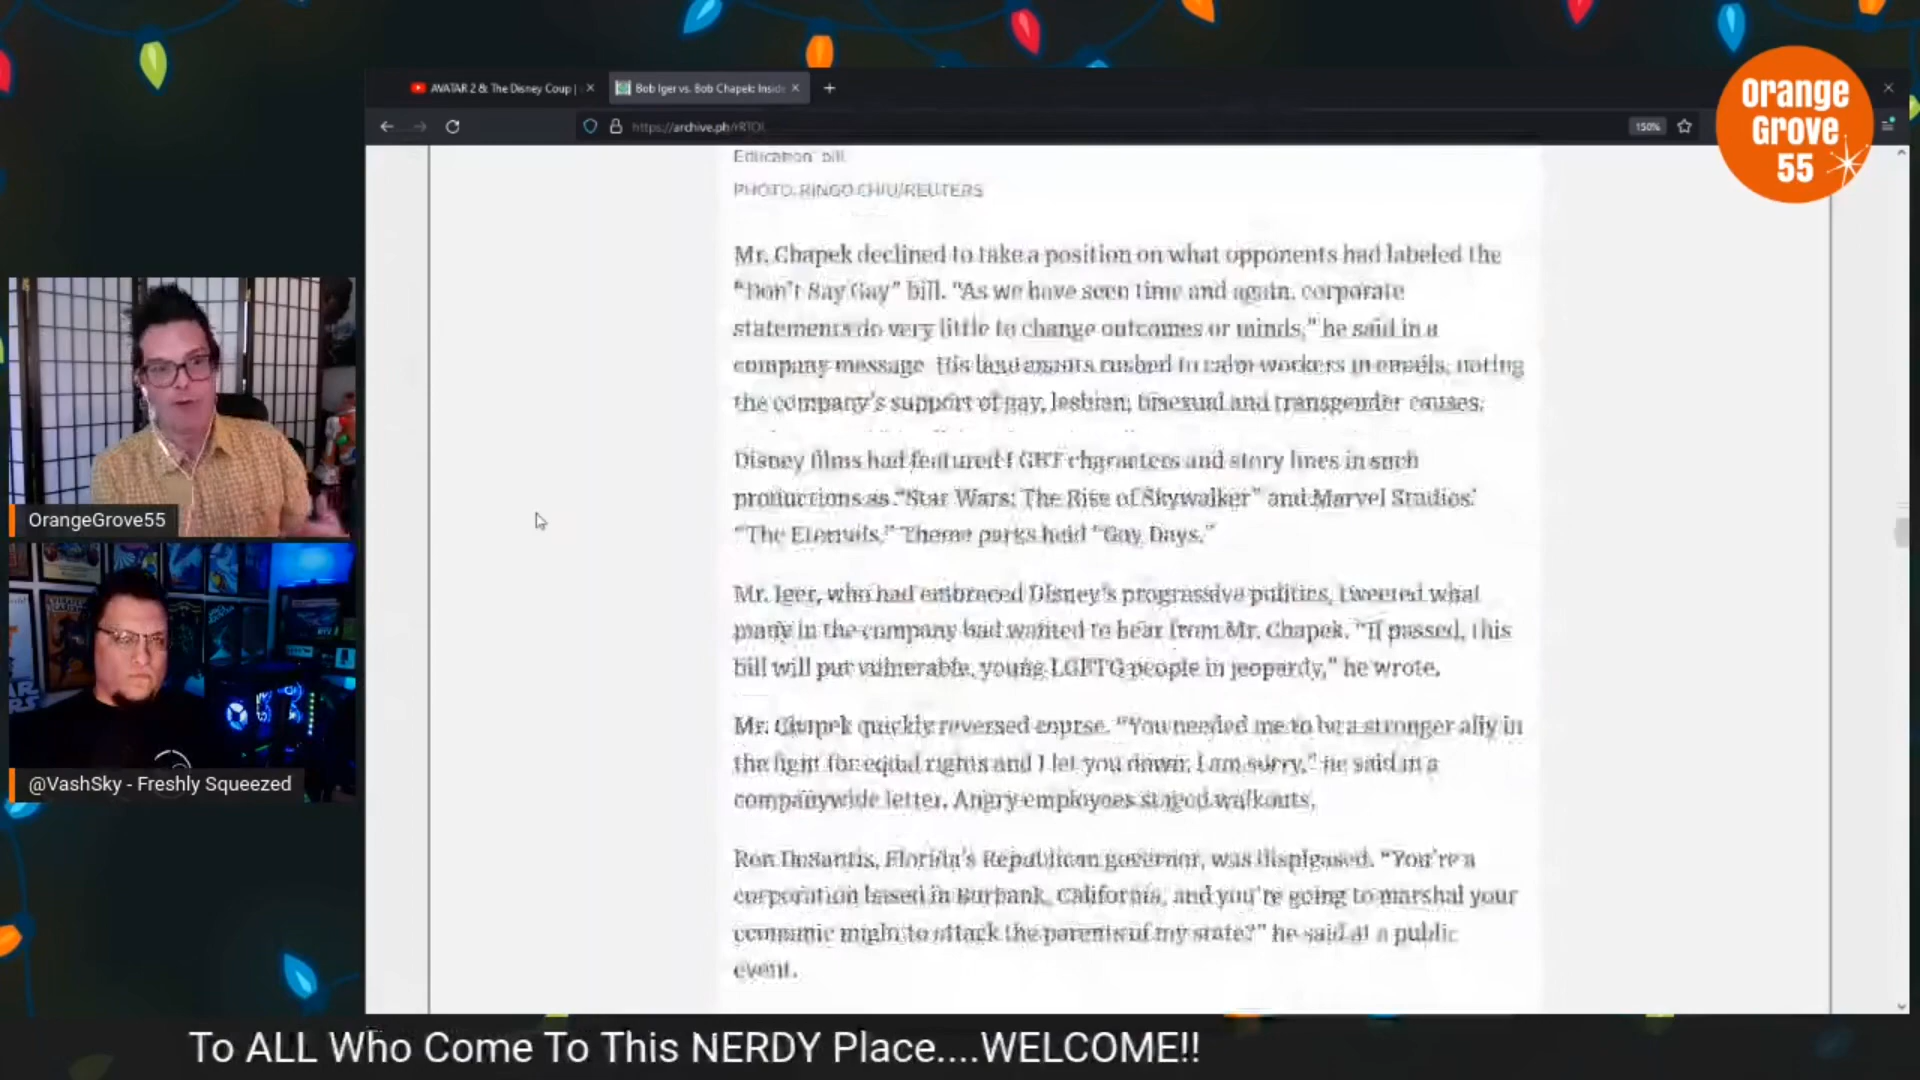 AVATAR 2 & The Disney Coup |
Bob Iger vs. Bob Chapek: Inside
https://archive.ph/
150%
Orange
Grove
55
Education" bill.
PHOTO: RINGO CHIU/REUTERS
Mr. Chapek declined to take a position on what opponents had labeled the
"Don't Say Gay" bill. "As we have seen time and again, corporate
statements do very little to change outcomes or minds," he said in a
company message. His lieutenants rushed to calm workers in emails, noting
the company's support of gay, lesbian, bisexual and transgender causes.
Disney films had featured LGBT characters and story lines in such
productions as "Star Wars: The Rise of Skywalker" and Marvel Studios'
"The Eternals." Theme parks held "Gay Days."
Mr. Iger, who had embraced Disney's progressive politics, tweeted what
many in the company had wanted to hear from Mr. Chapek. "If passed, this
bill will put vulnerable, young LGBTQ people in jeopardy," he wrote.
Mr. Chapek quickly reversed course. "You needed me to be a stronger ally in
the fight for equal rights and I let you down. I am sorry," he said in a
companywide letter. Angry employees staged walkouts.
Ron DeSantis, Florida's Republican governor, was displeased. "You're a
corporation based in Burbank, California, and you're going to marshal your
economic might to attack the parents of my state?" he said at a public
event.
OrangeGrove55
@VashSky - Freshly Squeezed
To ALL Who Come To This NERDY Place....WELCOME!!